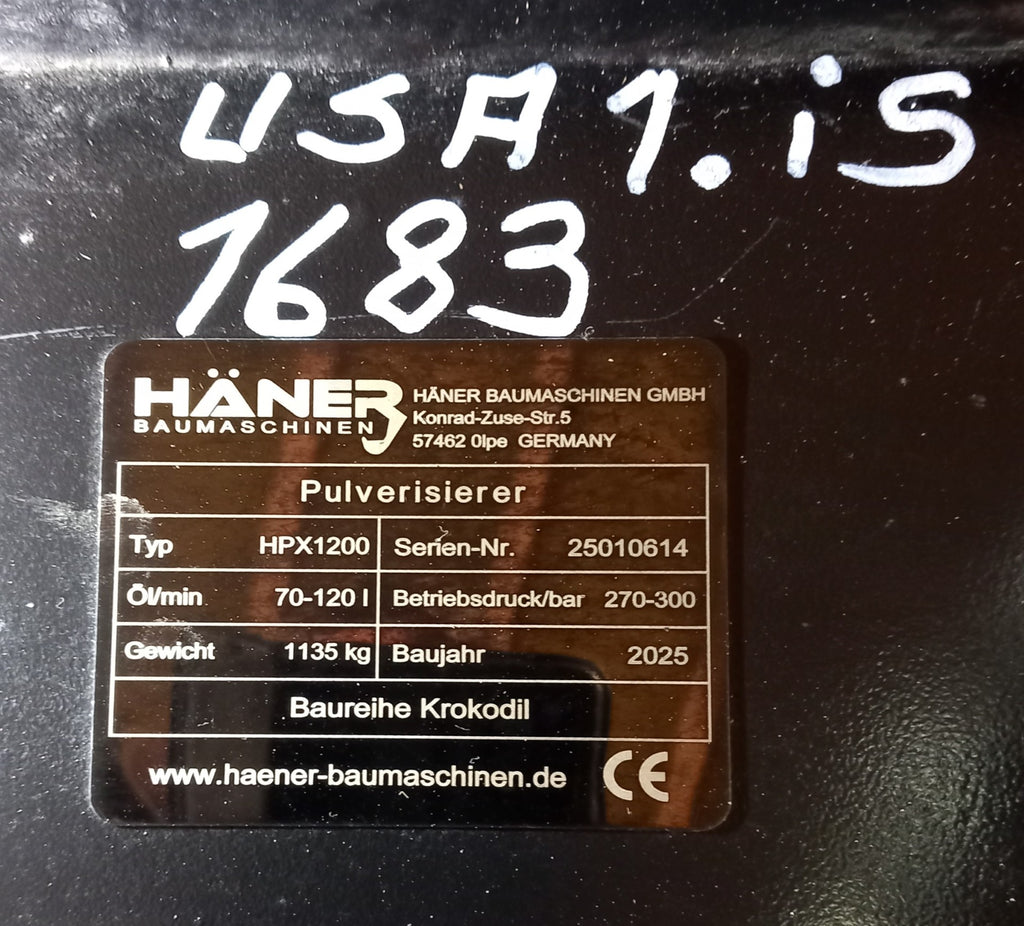 USA 1. iS
1683
HÄNER
BAUMASCHINEN
HÄNER BAUMASCHINEN GMBH
Konrad-Zuse-Str.5
57462 0lpe GERMANY
Pulverisierer
Typ HPX1200 Serien-Nr. 25010614
Öl/min 70-120 l Betriebsdruck/bar 270-300
Gewicht 1135 kg Baujahr 2025
Baureihe Krokodil
www.haener-baumaschinen.de CE